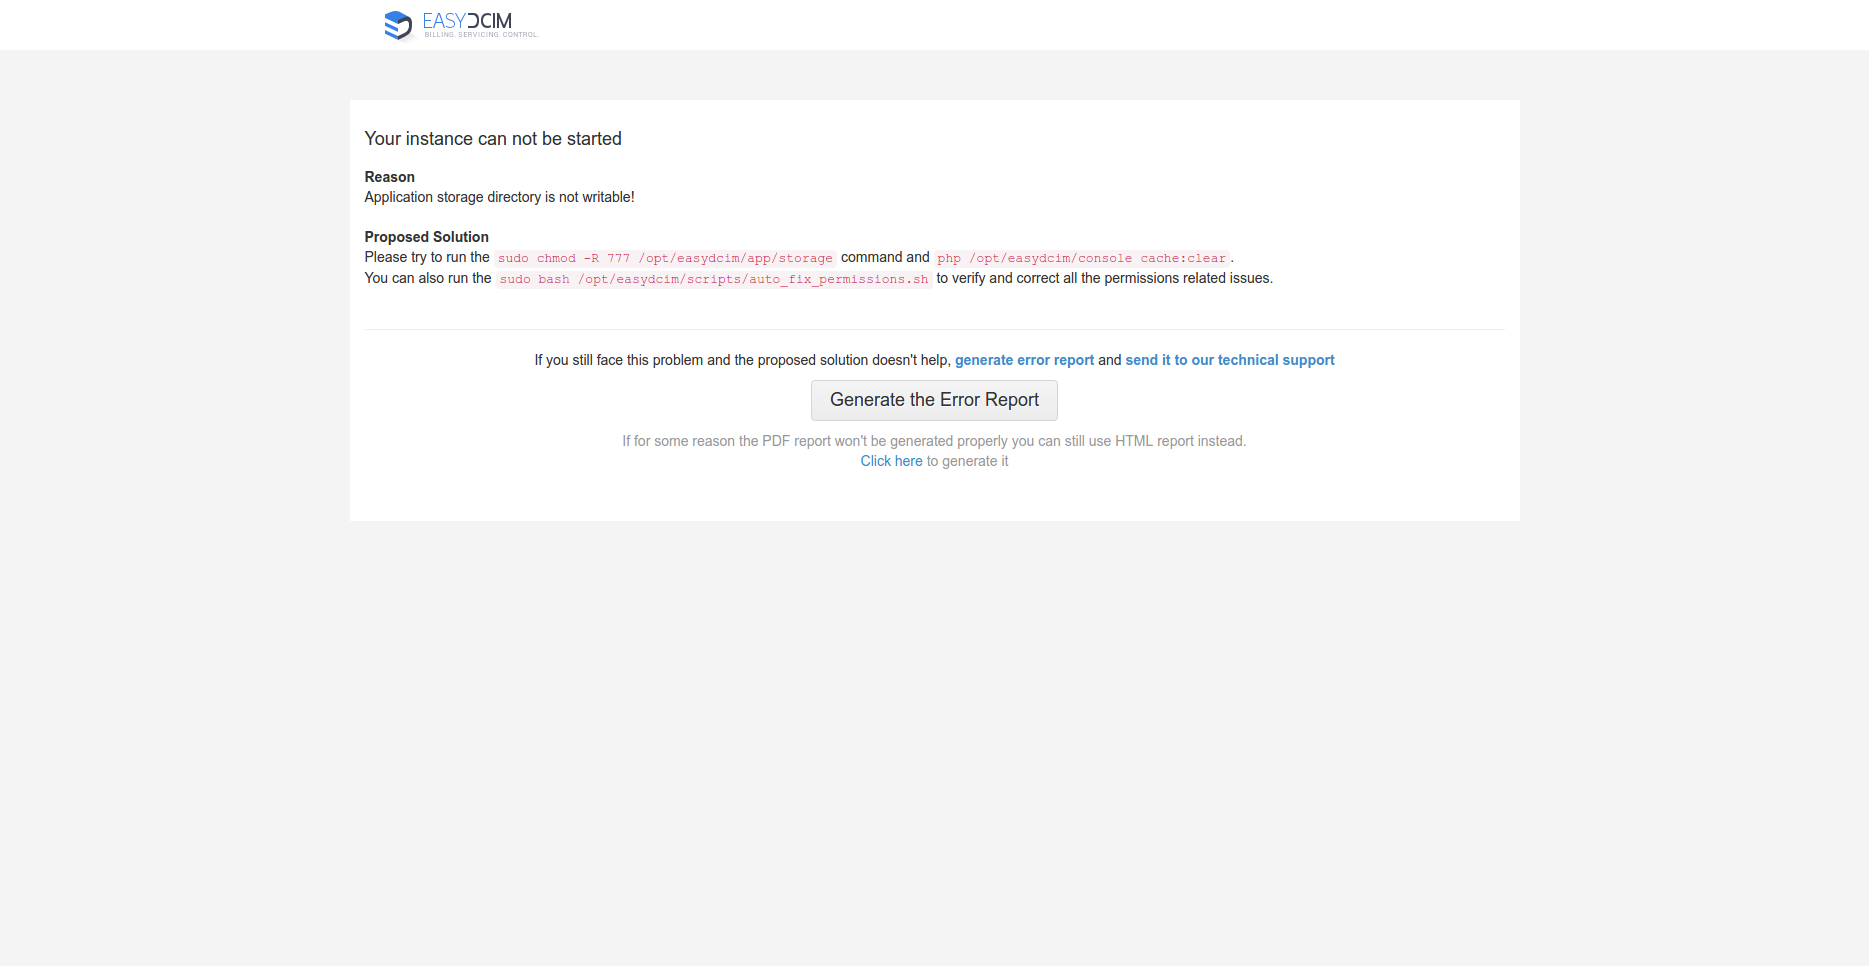 EASYDCIM
BILLING. SERVICING. CONTROL.
Your instance can not be started
Reason
Application storage directory is not writable!
Proposed Solution
Please try to run the sudo chmod -R 777 /opt/easydcim/app/storage command and php /opt/easydcim/console cache:clear .
You can also run the sudo bash /opt/easydcim/scripts/auto_fix_permissions.sh to verify and correct all the permissions related issues.
If you still face this problem and the proposed solution doesn't help, generate error report and send it to our technical support
Generate the Error Report
If for some reason the PDF report won't be generated properly you can still use HTML report instead.
Click here to generate it